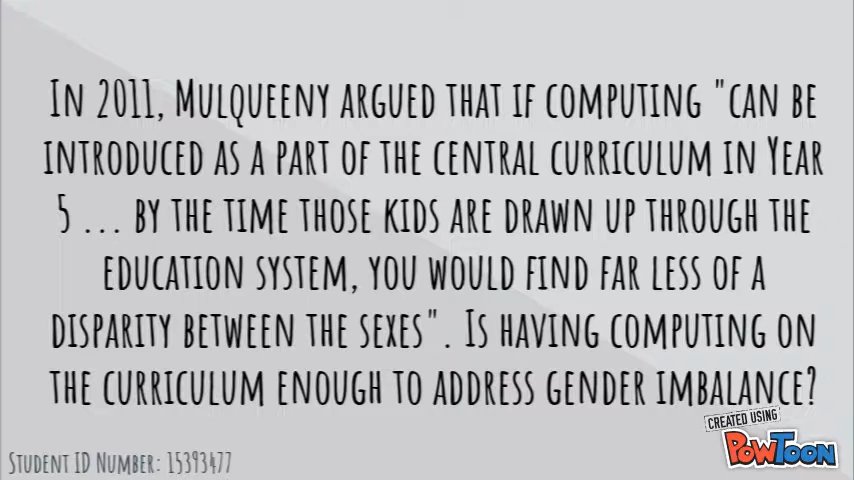 In 2011, Mulqueeny argued that if computing "can be
introduced as a part of the central curriculum in Year
5 ... by the time those kids are drawn up through the
education system, you would find far less of a
disparity between the sexes". Is having computing on
the curriculum enough to address gender imbalance?
CREATED USING
POWTOON
Student ID Number: 15393477